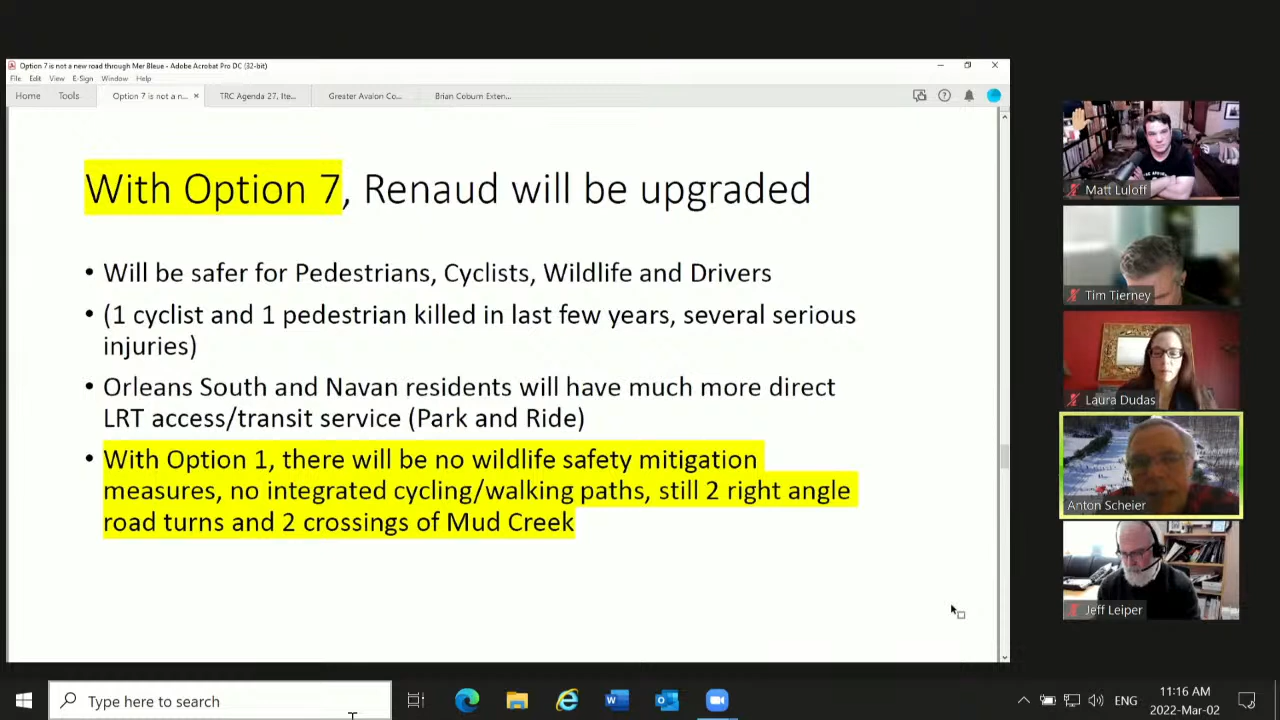 Option 7 is not a new road through Mer Bleue - Adobe Acrobat Pro DC (32-bit)
File Edit View E-Sign Window Help
Home Tools Option 7 is not a n... × TRC Agenda 27, Ite... Greater Avalon Co... Brian Coburn Exten...
With Option 7, Renaud will be upgraded
• Will be safer for Pedestrians, Cyclists, Wildlife and Drivers
• (1 cyclist and 1 pedestrian killed in last few years, several serious
injuries)
• Orleans South and Navan residents will have much more direct
LRT access/transit service (Park and Ride)
• With Option 1, there will be no wildlife safety mitigation
measures, no integrated cycling/walking paths, still 2 right angle
road turns and 2 crossings of Mud Creek
Matt Luloff
Tim Tierney
Laura Dudas
Anton Scheier
Jeff Leiper
Type here to search
ENG
11:16 AM
2022-Mar-02